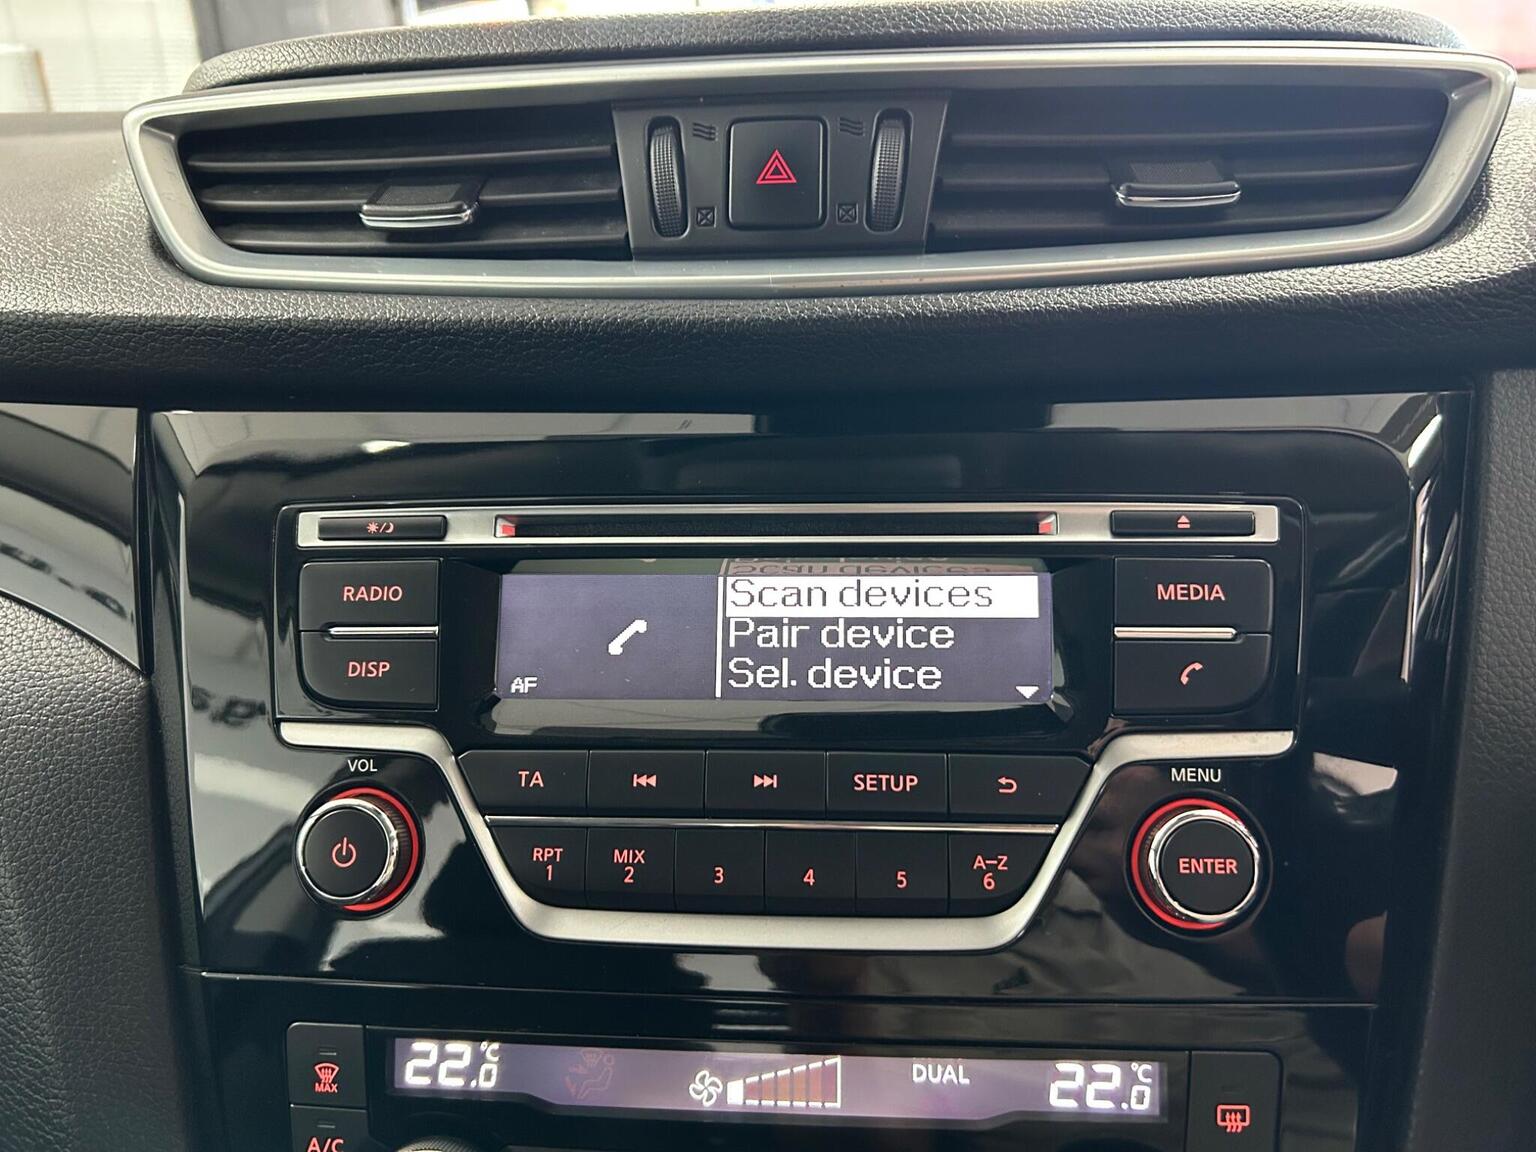 RADIO
DISP
Scan devices
Pair device
Sel. device
AF
MEDIA
VOL
TA
SETUP
MENU
RPT
1
MIX
2
3
4
5
A-Z
6
ENTER
MAX
A/C
22.0 °C
DUAL
22.0 °C